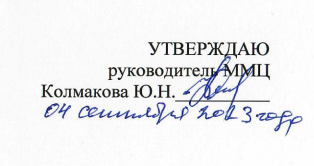 УТВЕРЖДАЮ
руководитель ММЦ
Колмакова Ю.Н.
04 сентября 2023 года